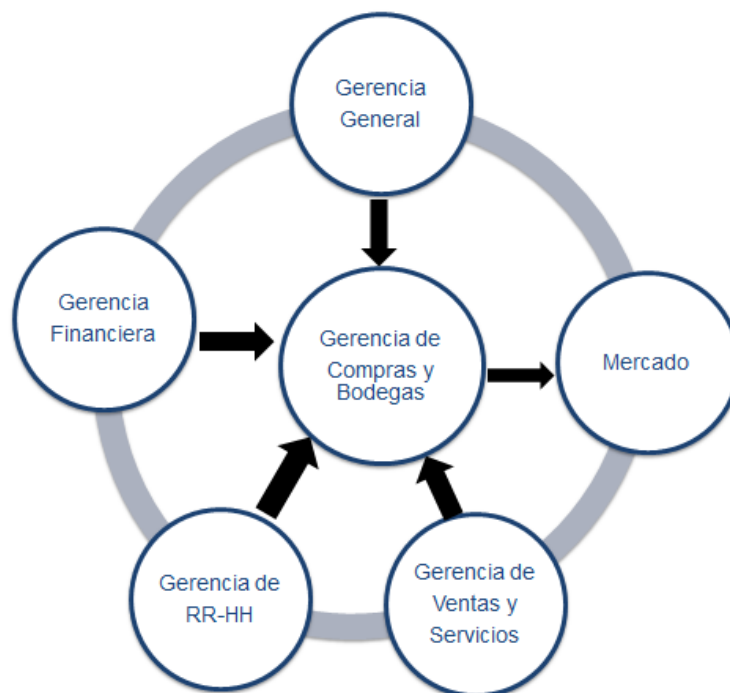 Gerencia
General
Gerencia
Financiera
Gerencia de
Compras y
Bodegas
Mercado
Gerencia de
RR-HH
Gerencia de
Ventas y
Servicios